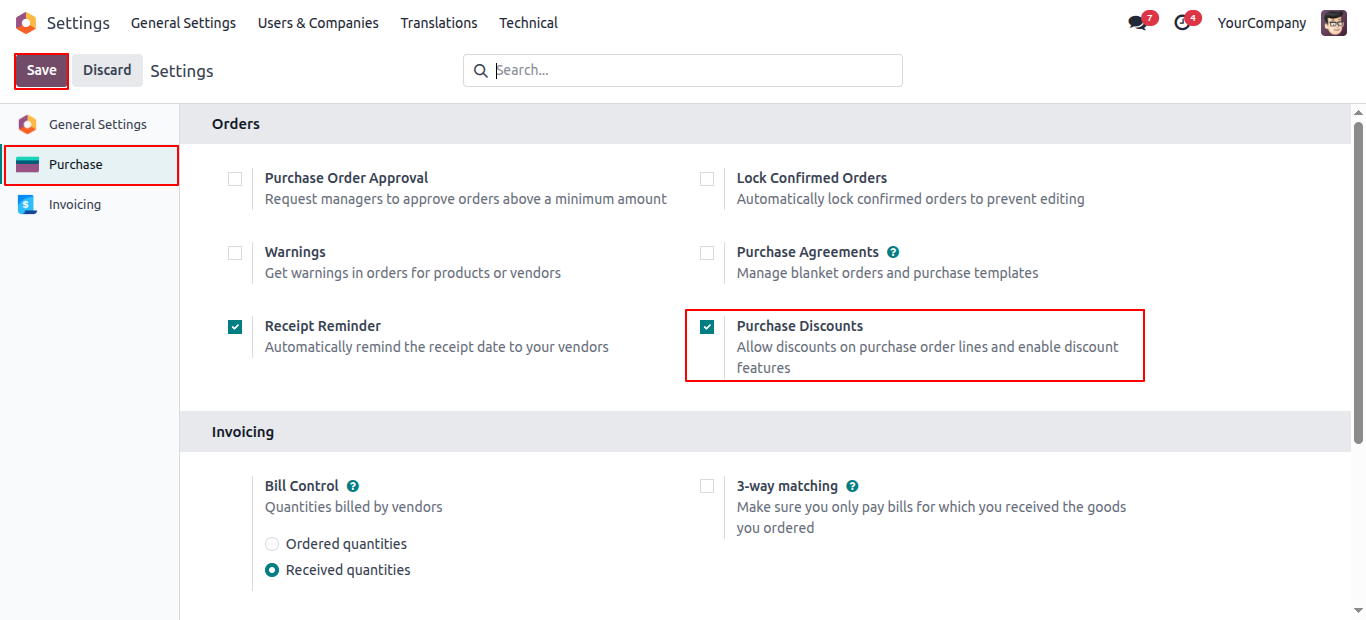 Settings General Settings Users & Companies Translations Technical 7 4 YourCompany
Save Discard Settings Search...
General Settings
Purchase
Invoicing
Orders
Purchase Order Approval
Request managers to approve orders above a minimum amount
Lock Confirmed Orders
Automatically lock confirmed orders to prevent editing
Warnings
Get warnings in orders for products or vendors
Purchase Agreements ?
Manage blanket orders and purchase templates
Receipt Reminder
Automatically remind the receipt date to your vendors
Purchase Discounts
Allow discounts on purchase order lines and enable discount
features
Invoicing
Bill Control ?
Quantities billed by vendors
Ordered quantities
Received quantities
3-way matching ?
Make sure you only pay bills for which you received the goods
you ordered